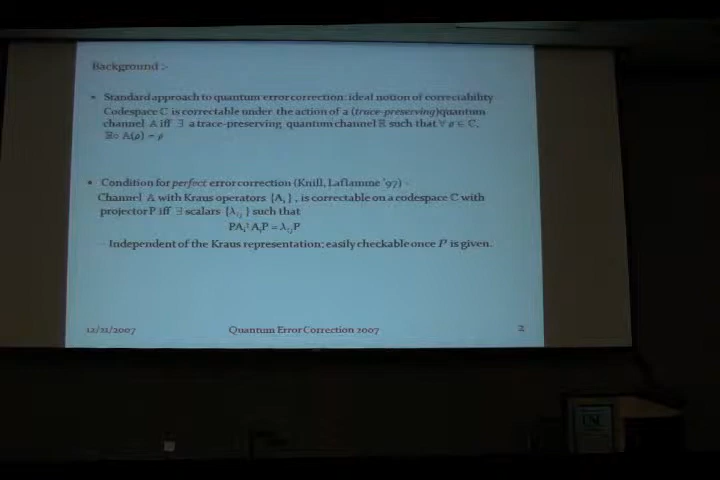 Background :-
• Standard approach to quantum error correction: ideal notion of correctability
Codespace ℂ is correctable under the action of a (trace-preserving)quantum
channel 𝔸 iff ∃ a trace-preserving quantum channel ℝ such that ∀ ρ ∈ ℂ,
ℝ○ 𝔸(ρ) = ρ
• Condition for perfect error correction (Knill, Laflamme '97) -
Channel 𝔸 with Kraus operators {Aᵢ} , is correctable on a codespace ℂ with
projector P iff ∃ scalars {λᵢⱼ} such that
PAᵢ†AⱼP = λᵢⱼP
– Independent of the Kraus representation; easily checkable once P is given.
12/21/2007
Quantum Error Correction 2007
2
USC